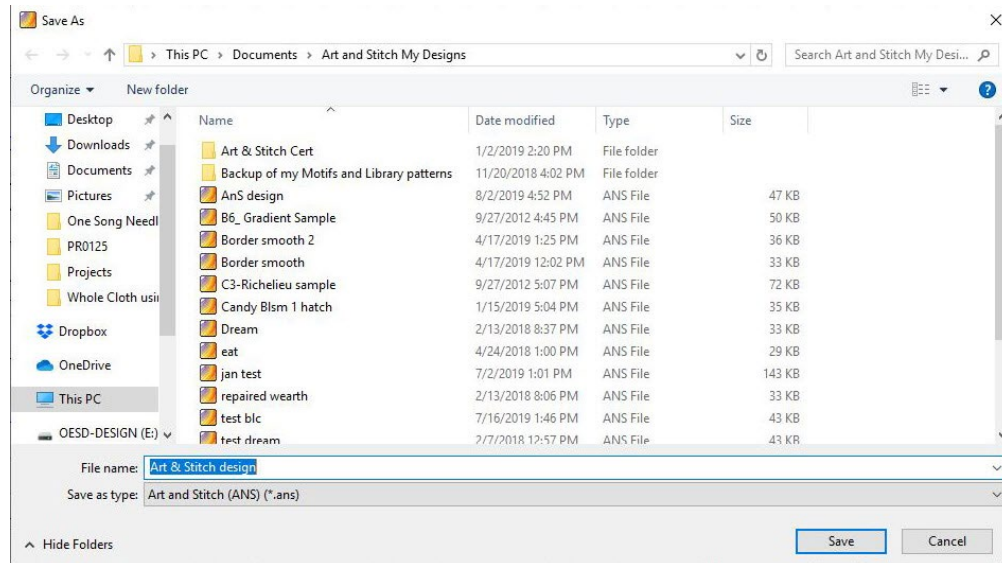 Save As
This PC > Documents > Art and Stitch My Designs
Search Art and Stitch My Desi...
Organize New folder
Name Date modified Type Size
Desktop
Downloads
Documents
Pictures
One Song Needl
PR0125
Projects
Whole Cloth usin
Dropbox
OneDrive
This PC
OESD-DESIGN (E:)
Art & Stitch Cert 1/2/2019 2:20 PM File folder
Backup of my Motifs and Library patterns 11/20/2018 4:02 PM File folder
AnS design 8/2/2019 4:52 PM ANS File 47 KB
B6_ Gradient Sample 9/27/2012 4:45 PM ANS File 50 KB
Border smooth 2 4/17/2019 1:25 PM ANS File 36 KB
Border smooth 4/17/2019 12:02 PM ANS File 33 KB
C3-Richelieu sample 9/27/2012 5:07 PM ANS File 72 KB
Candy Blsm 1 hatch 1/15/2019 5:04 PM ANS File 35 KB
Dream 2/13/2018 8:37 PM ANS File 33 KB
eat 4/24/2018 1:00 PM ANS File 29 KB
jan test 7/2/2019 1:01 PM ANS File 143 KB
repaired wearth 2/13/2018 8:06 PM ANS File 33 KB
test blc 7/16/2019 1:46 PM ANS File 43 KB
test dream 2/7/2018 12:57 PM ANS File 43 KB
File name: Art & Stitch design
Save as type: Art and Stitch (ANS) (*.ans)
Hide Folders Save Cancel